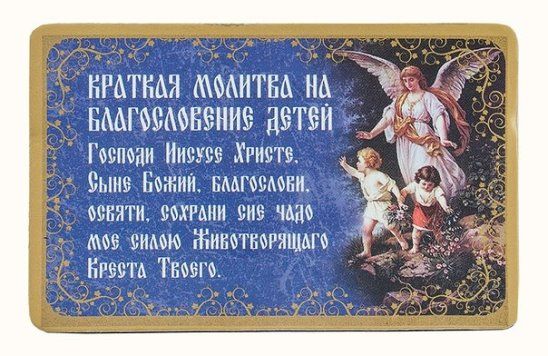 Краткая молитва на
благословение детей
Господи Иисусе Христе,
Сыне Божий, благослови,
освяти, сохрани сие чадо
мое силою Животворящаго
Креста Твоего.